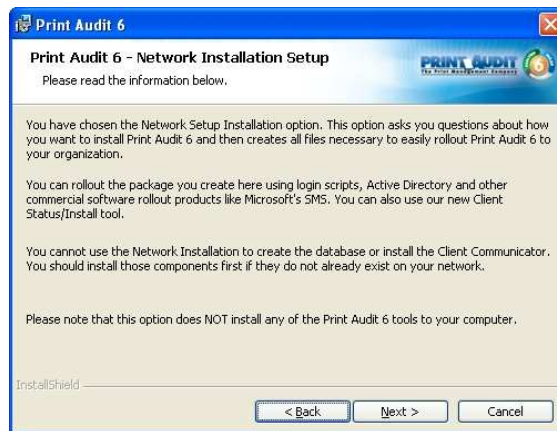 Print Audit 6
Print Audit 6 - Network Installation Setup
Please read the information below.
PRINT AUDIT 6
The Print Management Company
You have chosen the Network Setup Installation option. This option asks you questions about how
you want to install Print Audit 6 and then creates all files necessary to easily rollout Print Audit 6 to
your organization.
You can rollout the package you create here using login scripts, Active Directory and other
commercial software rollout products like Microsoft's SMS. You can also use our new Client
Status/Install tool.
You cannot use the Network Installation to create the database or install the Client Communicator.
You should install those components first if they do not already exist on your network.
Please note that this option does NOT install any of the Print Audit 6 tools to your computer.
InstallShield
< Back
Next >
Cancel